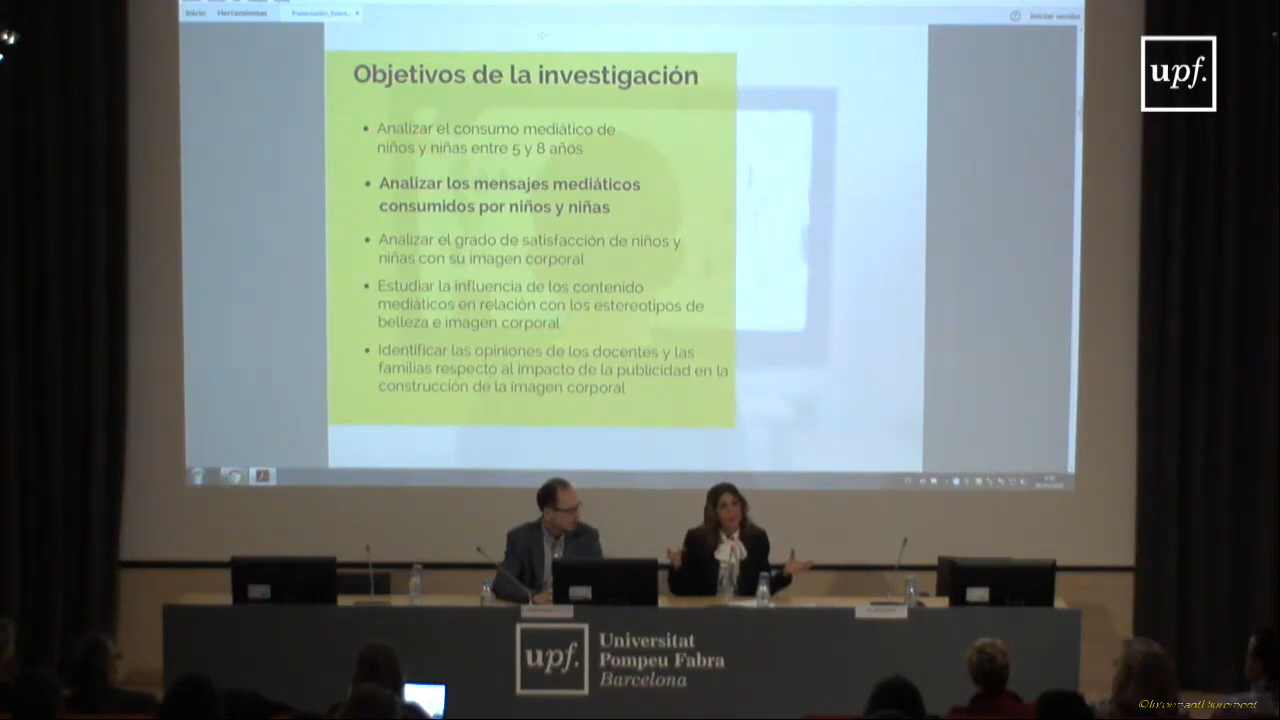 Inicio Herramientas
Iniciar sesión
upf.
Objetivos de la investigación
• Analizar el consumo mediático de
niños y niñas entre 5 y 8 años
• Analizar los mensajes mediáticos
consumidos por niños y niñas
• Analizar el grado de satisfacción de niños y
niñas con su imagen corporal
• Estudiar la influencia de los contenido
mediáticos en relación con los estereotipos de
belleza e imagen corporal
• Identificar las opiniones de los docentes y las
familias respecto al impacto de la publicidad en la
construcción de la imagen corporal
upf.
Universitat
Pompeu Fabra
Barcelona